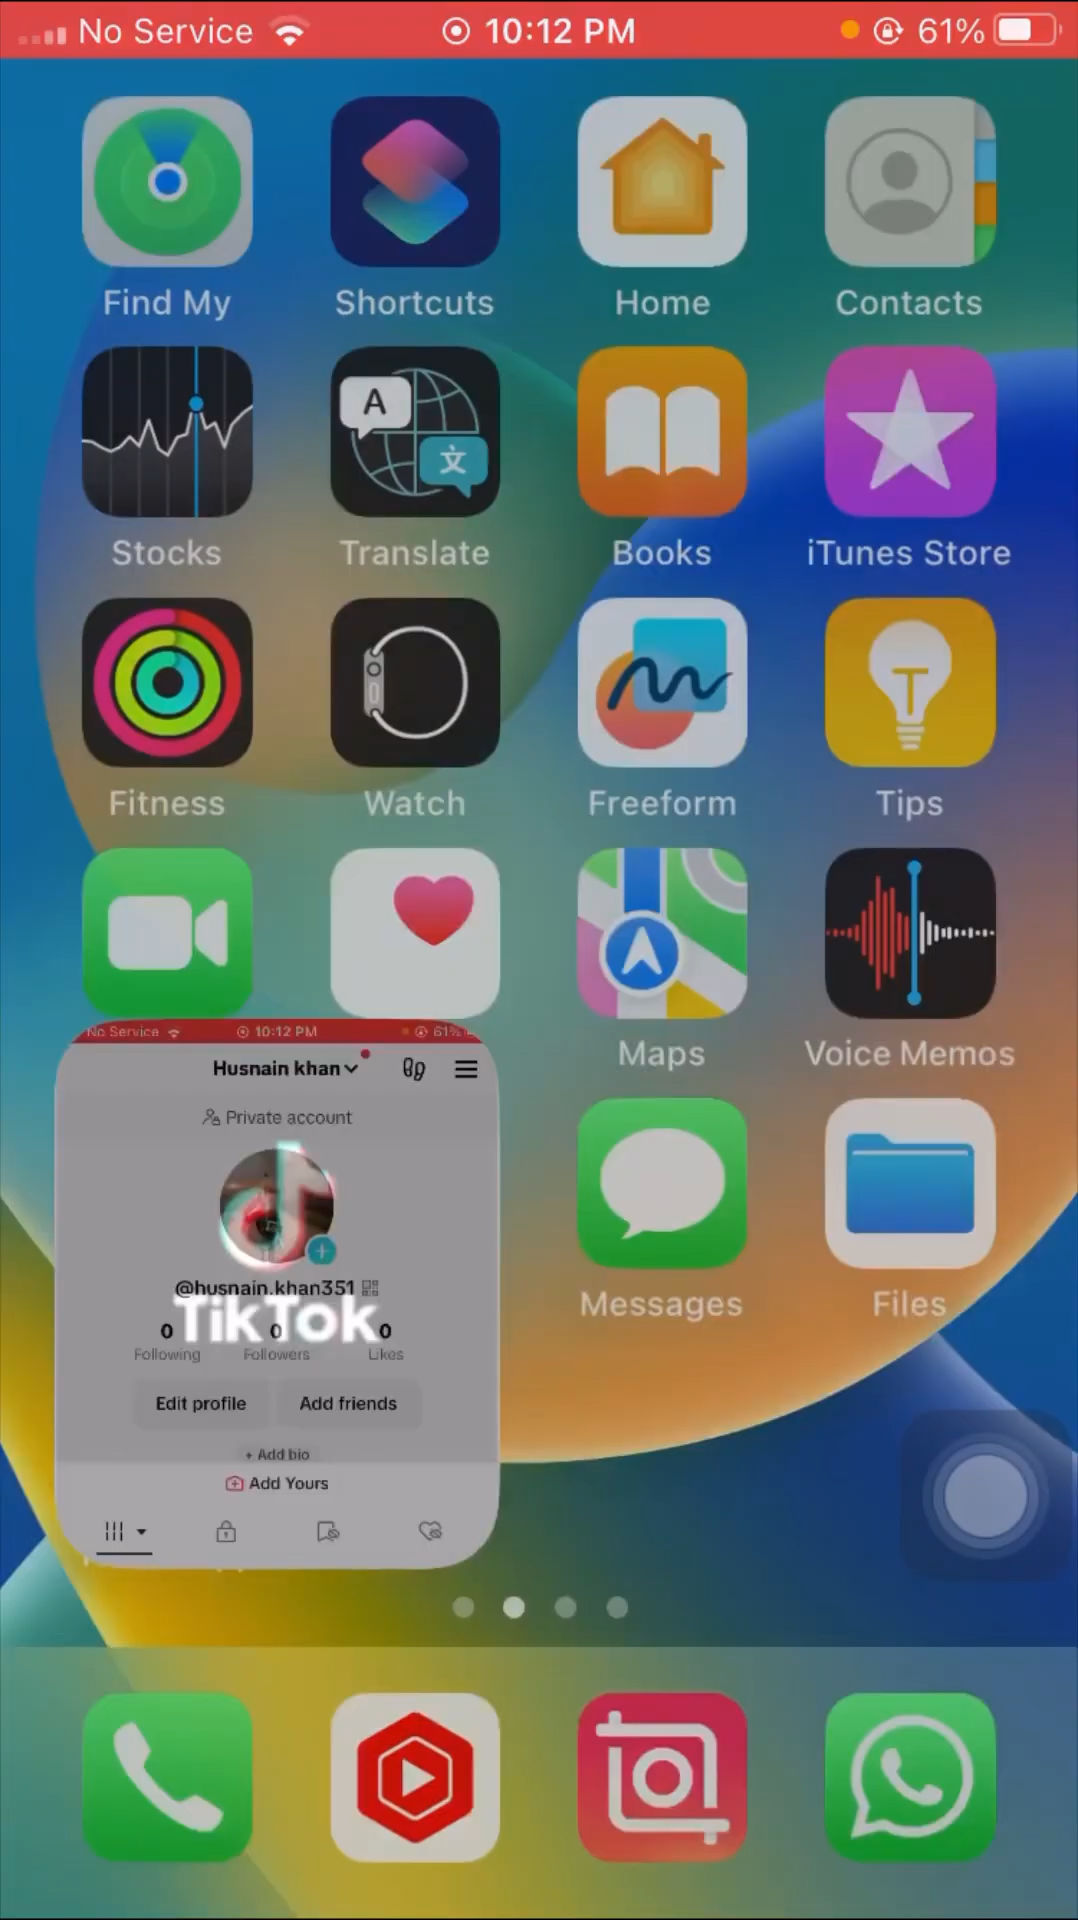 No Service 10:12 PM 61%
Find My Shortcuts Home Contacts
A
文
Stocks Translate Books iTunes Store
Fitness Watch Freeform Tips
No Service 10:12 PM 61%
Husnain khan
Maps Voice Memos
Private account
@husnain.khan351
TikTok
0 0 0
Following Followers Likes
Messages Files
Edit profile Add friends
+ Add bio
Add Yours